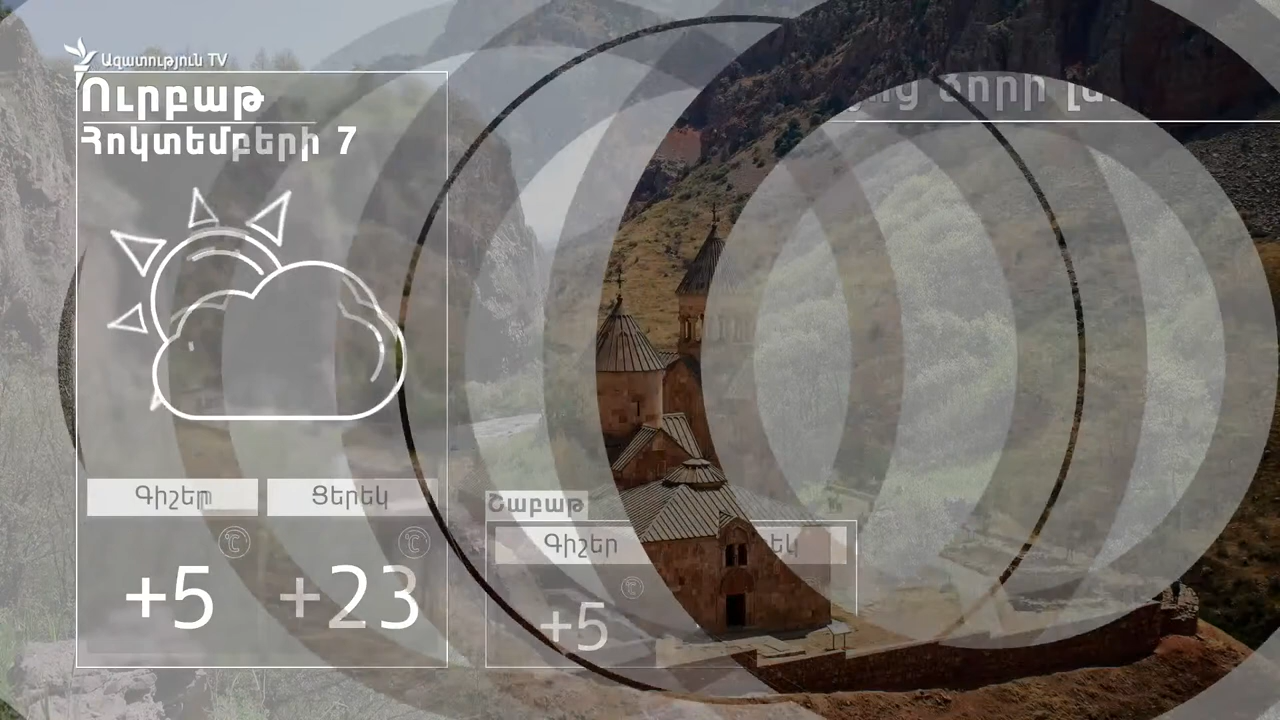 Ազատություն TV
Ուրբաթ
Հոկտեմբերի 7
Գիշեր
Ցերեկ
℃
℃
+5
+23
Շաբաթ
Գիշեր
℃
+5